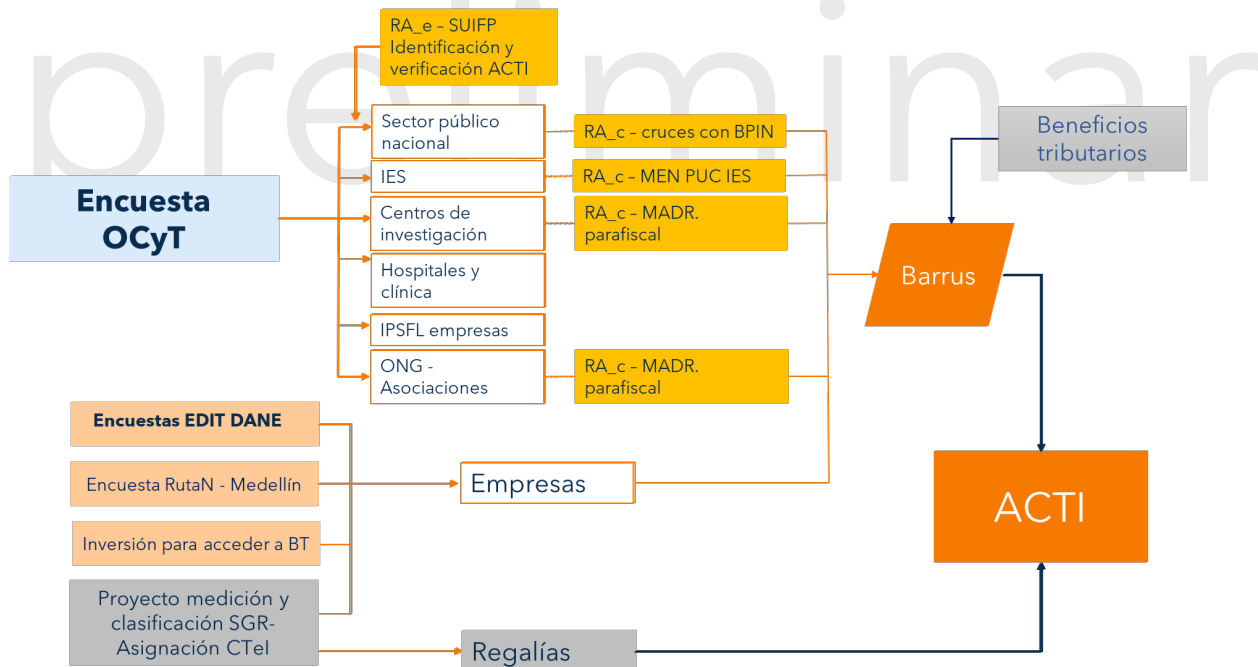 preliminar
RA_e – SUIFP
Identificación y
verificación ACTI
Sector público
nacional
RA_c – cruces con BPIN
Beneficios
tributarios
IES
RA_c – MEN PUC IES
Encuesta
OCyT
Centros de
investigación
RA_c – MADR.
parafiscal
Hospitales y
clínica
Barrus
IPSFL empresas
ONG -
Asociaciones
RA_c – MADR.
parafiscal
Encuestas EDIT DANE
Encuesta RutaN - Medellín
Empresas
ACTI
Inversión para acceder a BT
Proyecto medición y
clasificación SGR-
Asignación CTeI
Regalías